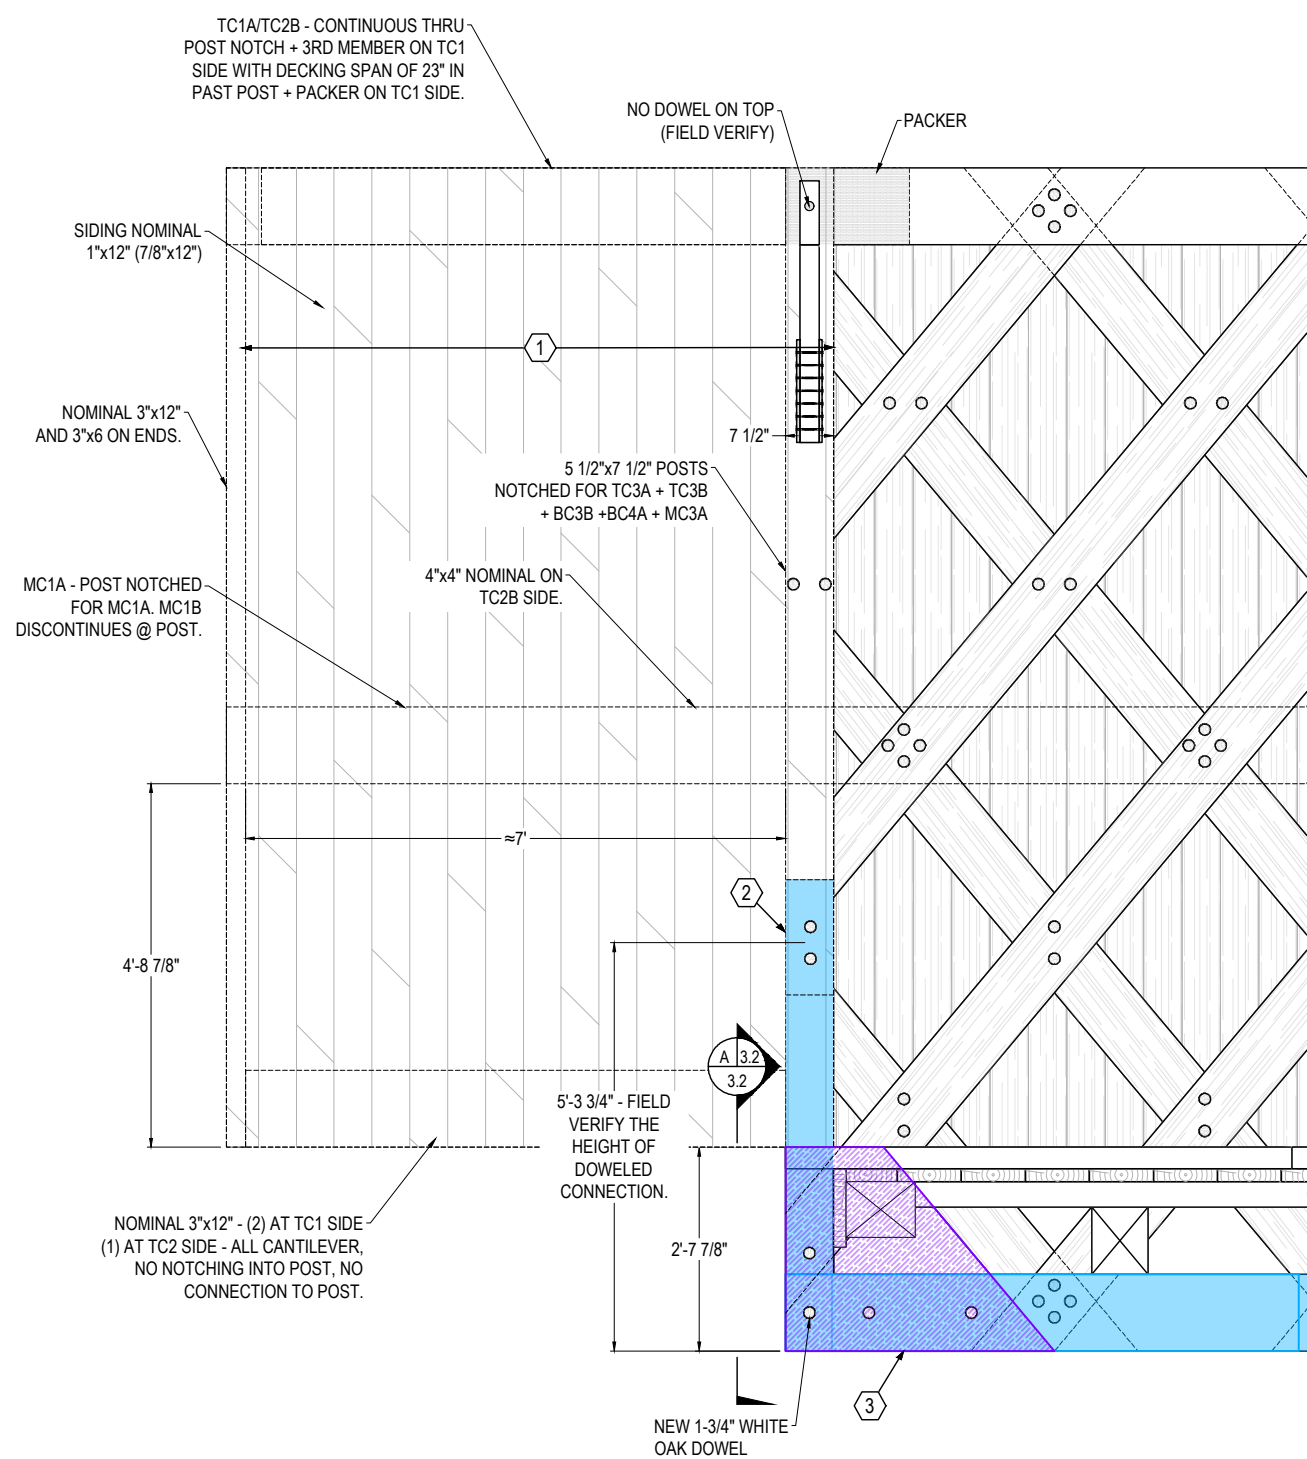 TC1A/TC2B - CONTINUOUS THRU
POST NOTCH + 3RD MEMBER ON TC1
SIDE WITH DECKING SPAN OF 23" IN
PAST POST + PACKER ON TC1 SIDE.
NO DOWEL ON TOP
(FIELD VERIFY)
PACKER
SIDING NOMINAL
1"x12" (7/8"x12")
1
NOMINAL 3"x12"
AND 3"x6 ON ENDS.
7 1/2"
5 1/2"x7 1/2" POSTS
NOTCHED FOR TC3A + TC3B
+ BC3B +BC4A + MC3A
MC1A - POST NOTCHED
FOR MC1A. MC1B
DISCONTINUES @ POST.
4"x4" NOMINAL ON
TC2B SIDE.
≈7'
2
4'-8 7/8"
A 3.2
3.2
5'-3 3/4" - FIELD
VERIFY THE
HEIGHT OF
DOWELED
CONNECTION.
NOMINAL 3"x12" - (2) AT TC1 SIDE
(1) AT TC2 SIDE - ALL CANTILEVER,
NO NOTCHING INTO POST, NO
CONNECTION TO POST.
2'-7 7/8"
3
NEW 1-3/4" WHITE
OAK DOWEL